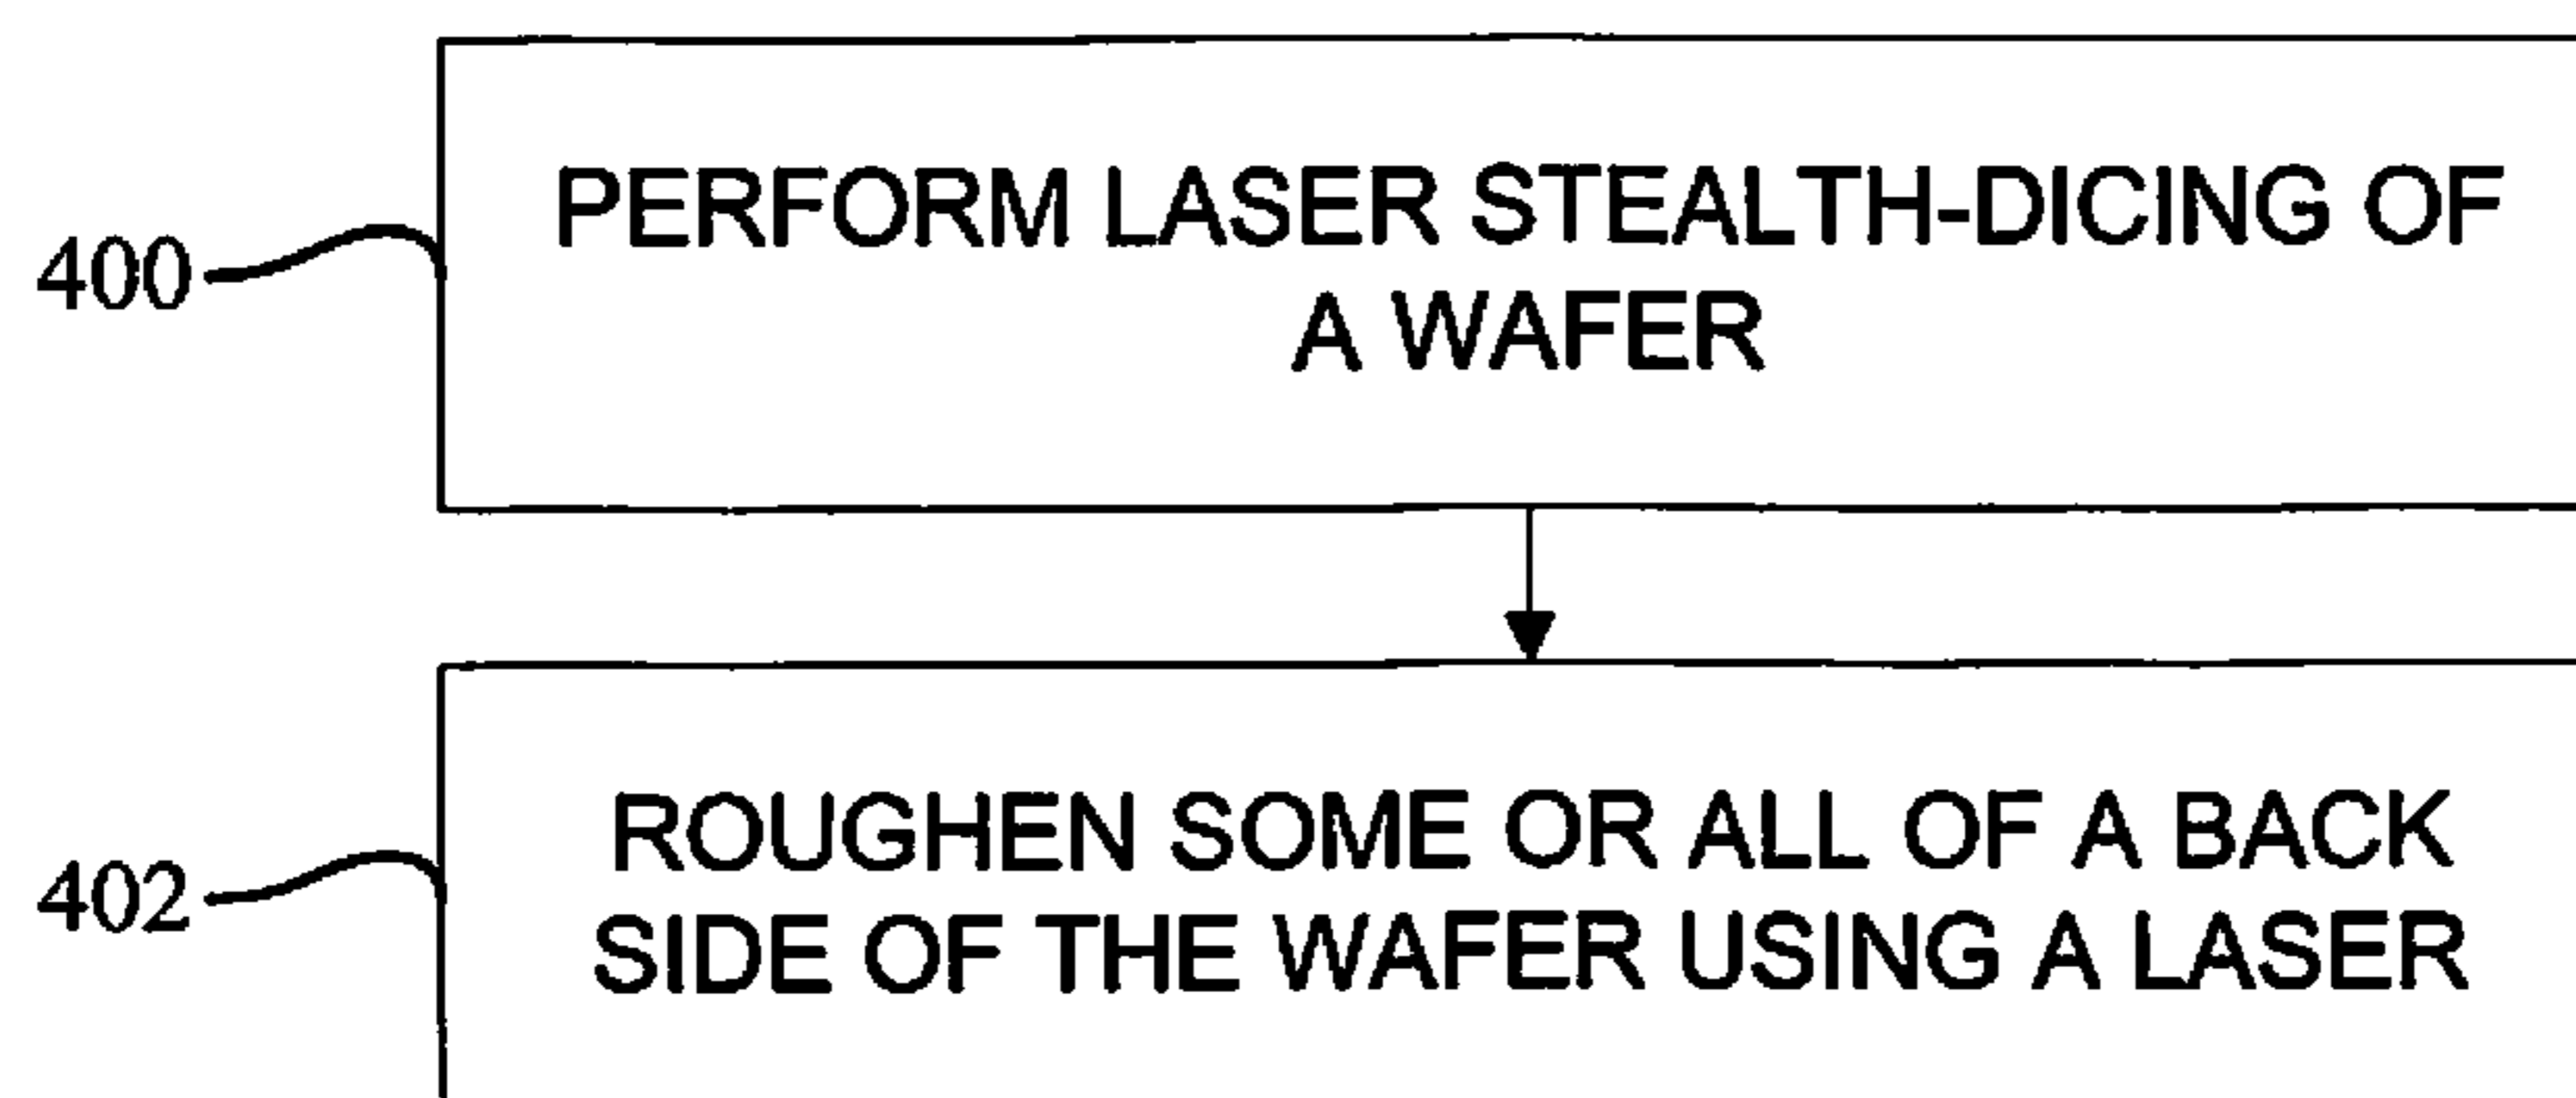 400
PERFORM LASER STEALTH-DICING OF
A WAFER
402
ROUGHEN SOME OR ALL OF A BACK
SIDE OF THE WAFER USING A LASER